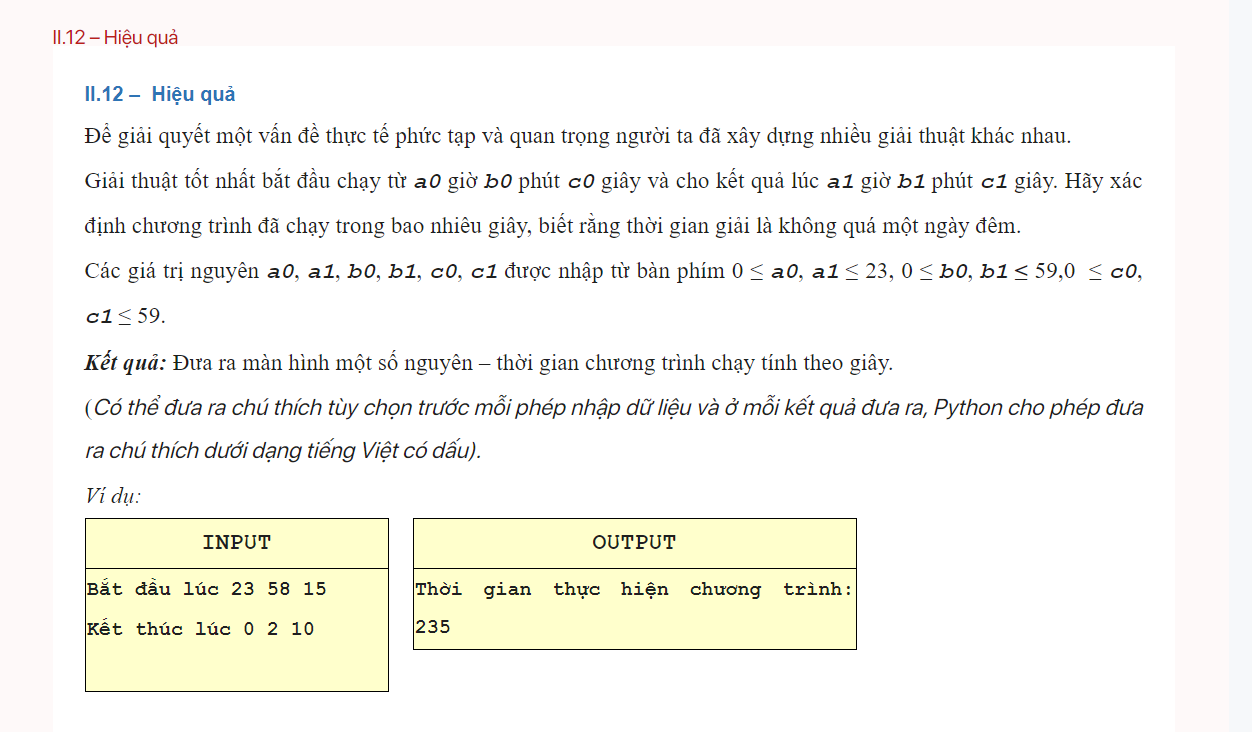 II.12 – Hiệu quả
II.12 – Hiệu quả
Để giải quyết một vấn đề thực tế phức tạp và quan trọng người ta đã xây dựng nhiều giải thuật khác nhau.
Giải thuật tốt nhất bắt đầu chạy từ a0 giờ b0 phút c0 giây và cho kết quả lúc a1 giờ b1 phút c1 giây. Hãy xác
định chương trình đã chạy trong bao nhiêu giây, biết rằng thời gian giải là không quá một ngày đêm.
Các giá trị nguyên a0, a1, b0, b1, c0, c1 được nhập từ bàn phím 0 ≤ a0, a1 ≤ 23, 0 ≤ b0, b1 ≤ 59,0 ≤ c0,
c1 ≤ 59.
Kết quả: Đưa ra màn hình một số nguyên – thời gian chương trình chạy tính theo giây.
(Có thể đưa ra chú thích tùy chọn trước mỗi phép nhập dữ liệu và ở mỗi kết quả đưa ra, Python cho phép đưa
ra chú thích dưới dạng tiếng Việt có dấu).
Ví dụ:
INPUT
Bắt đầu lúc 23 58 15
Kết thúc lúc 0 2 10
OUTPUT
Thời gian thực hiện chương trình:
235